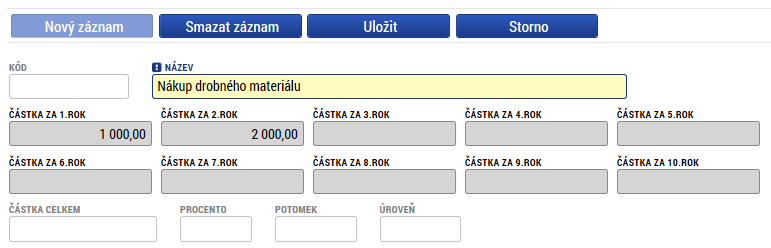 Nový záznam Smazat záznam Uložit Storno
KÓD NÁZEV
Nákup drobného materiálu
ČÁSTKA ZA 1.ROK ČÁSTKA ZA 2.ROK ČÁSTKA ZA 3.ROK ČÁSTKA ZA 4.ROK ČÁSTKA ZA 5.ROK
1 000,00 2 000,00
ČÁSTKA ZA 6.ROK ČÁSTKA ZA 7.ROK ČÁSTKA ZA 8.ROK ČÁSTKA ZA 9.ROK ČÁSTKA ZA 10.ROK
ČÁSTKA CELKEM PROCENTO POTOMEK ÚROVEŇ